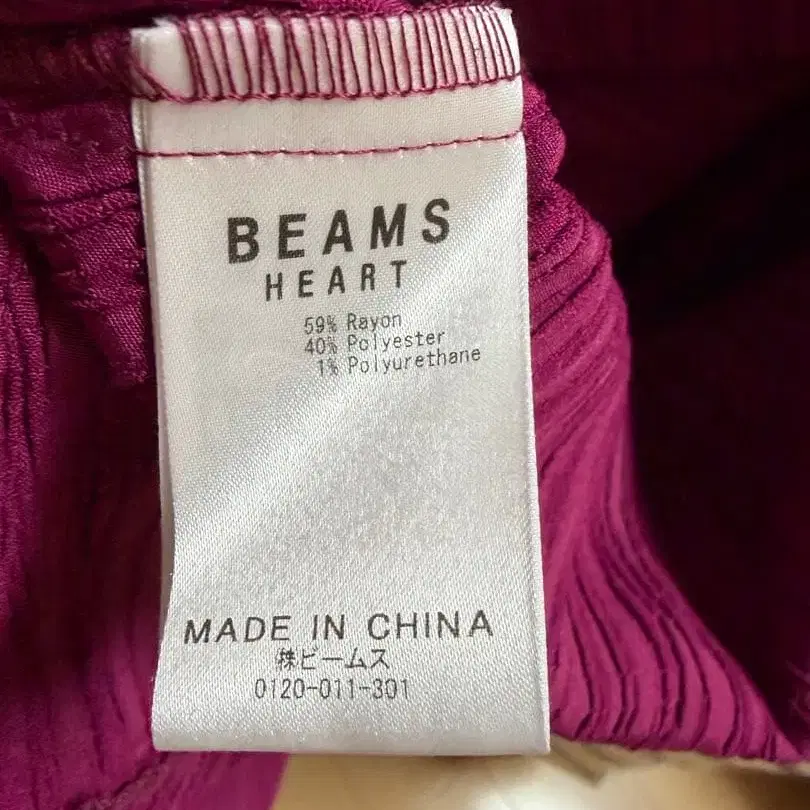 BEAMS
HEART
59% Rayon
40% Polyester
1% Polyurethane
MADE IN CHINA
株ビームス
0120-011-301